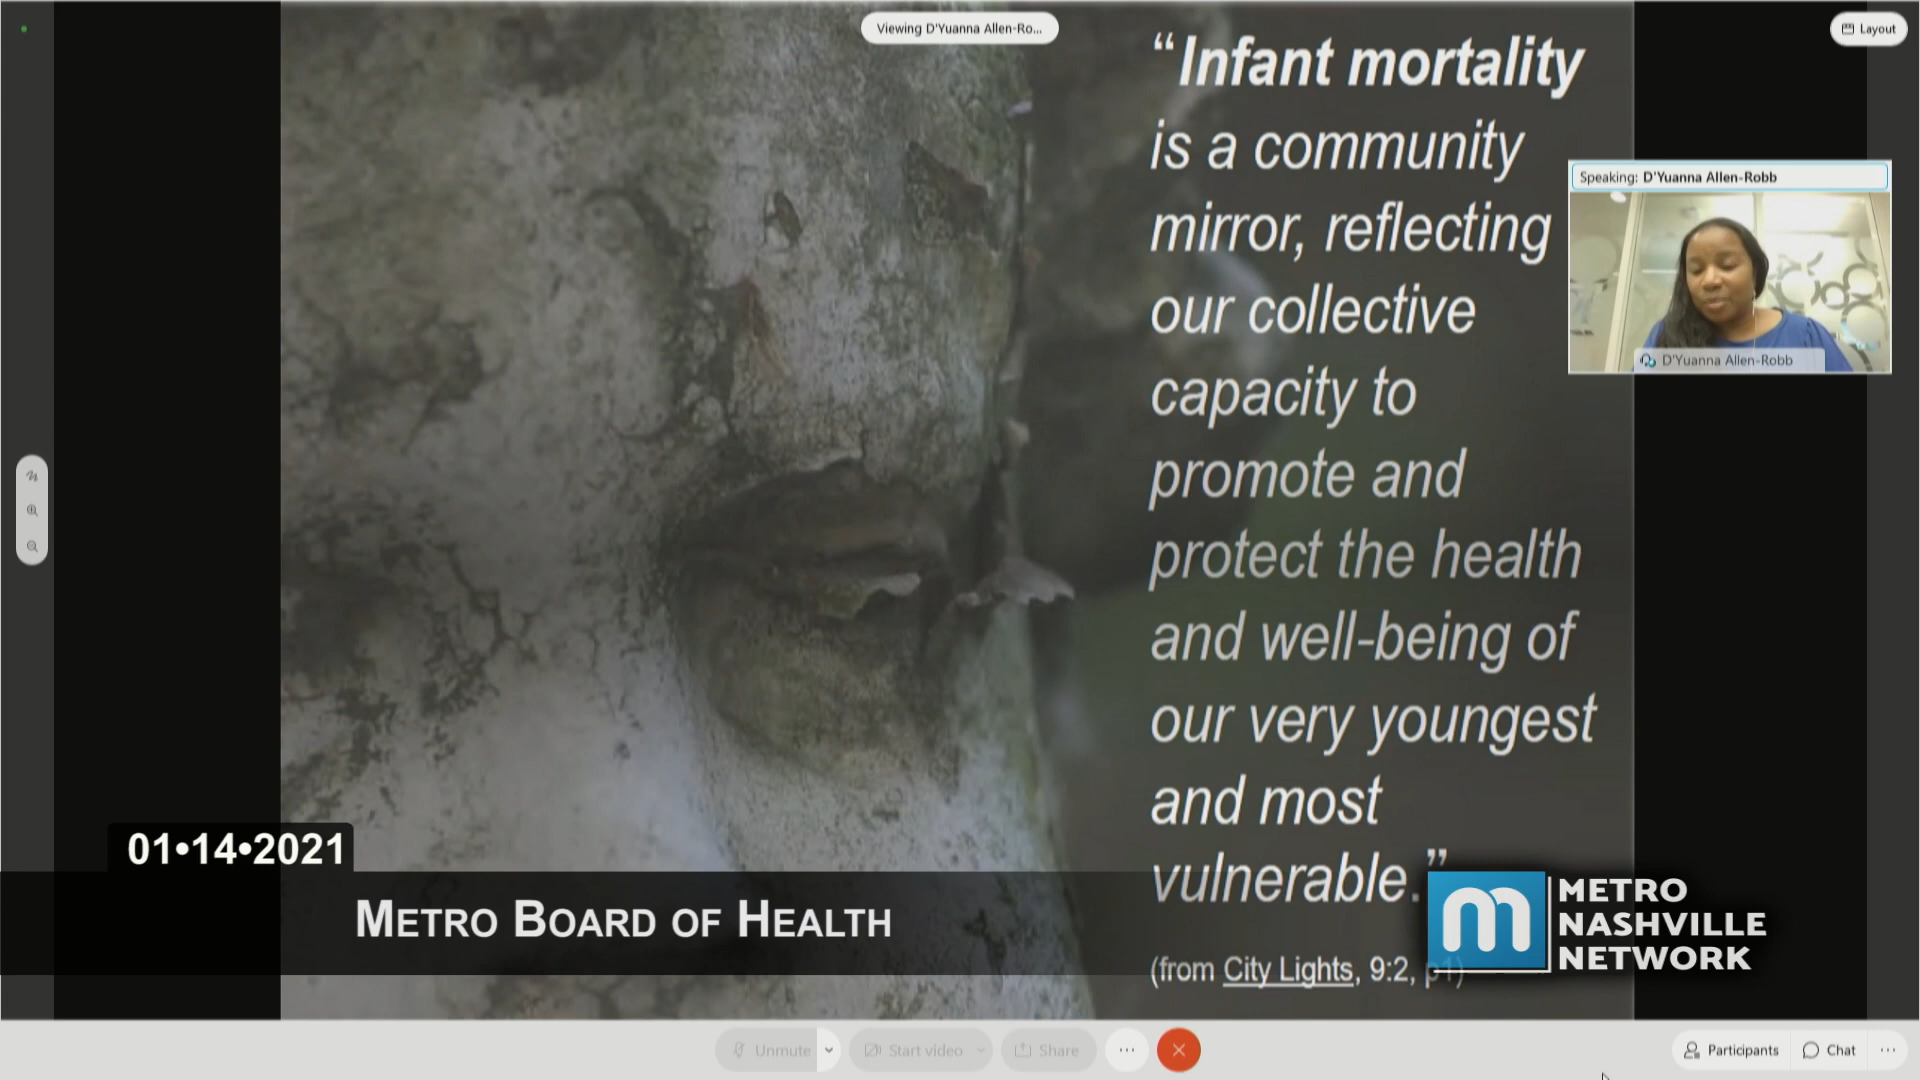 Viewing D'Yuanna Allen-Ro...
Layout
“Infant mortality
is a community
mirror, reflecting
our collective
capacity to
promote and
protect the health
and well-being of
our very youngest
and most
vulnerable.”
(from City Lights, 9:2, p1)
Speaking: D'Yuanna Allen-Robb
D'Yuanna Allen-Robb
01•14•2021
METRO BOARD OF HEALTH
METRO
NASHVILLE
NETWORK
Unmute
Start video
Share
Participants
Chat